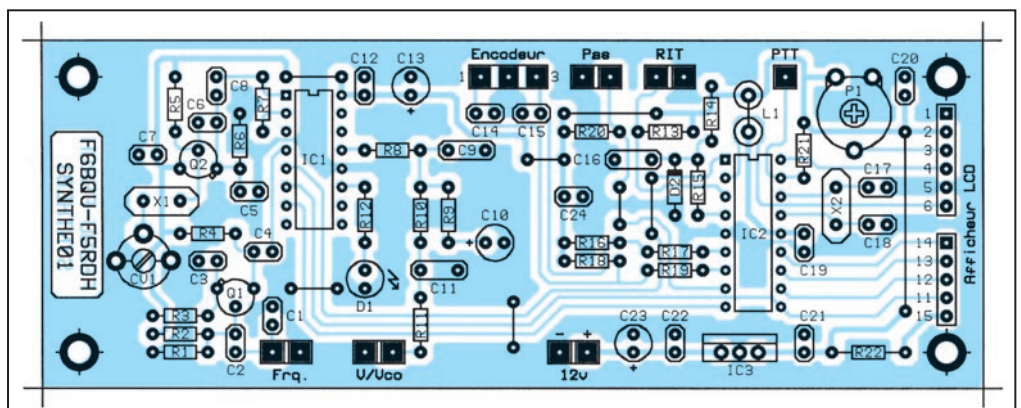 Encodeur
Pas
RIT
PTT
C12
C13
C20
P1
1
3
+
R5
C6
C8
R7
R6
C7
Q2
C5
X1
R4
C4
C3
CV1
Q1
R3
R2
R1
C2
C1
IC1
R8
C9
C14
C15
R12
R10
R9
C10
+
C11
D1
R11
R20
R13
R14
L1
C16
D2
R15
C24
R16
R18
R17
R19
IC2
R21
X2
C17
C18
C19
1
2
3
4
5
6
14
13
12
11
15
Afficheur LCD
F6BQU-F5RDH
SYNTHE01
Frq.
V/Vco
-
+
12v
C23
+
C22
IC3
C21
R22